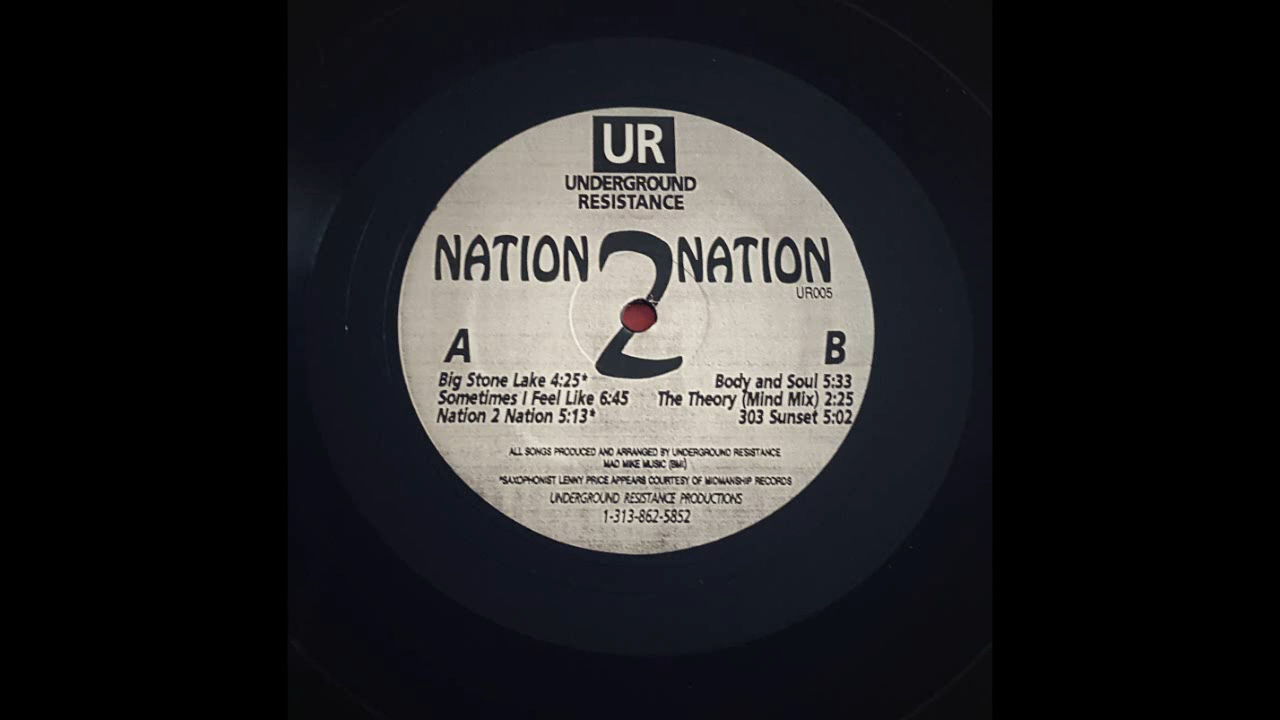 UR
UNDERGROUND
RESISTANCE
NATION 2 NATION
UR005
A
Big Stone Lake 4:25*
Sometimes I Feel Like 6:45
Nation 2 Nation 5:13*
B
Body and Soul 5:33
The Theory (Mind Mix) 2:25
303 Sunset 5:02
ALL SONGS PRODUCED AND ARRANGED BY UNDERGROUND RESISTANCE
MAD MIKE MUSIC (BMI)
*SAXOPHONIST LENNY PRICE APPEARS COURTESY OF MIDMANSHIP RECORDS
UNDERGROUND RESISTANCE PRODUCTIONS
1-313-862-5852